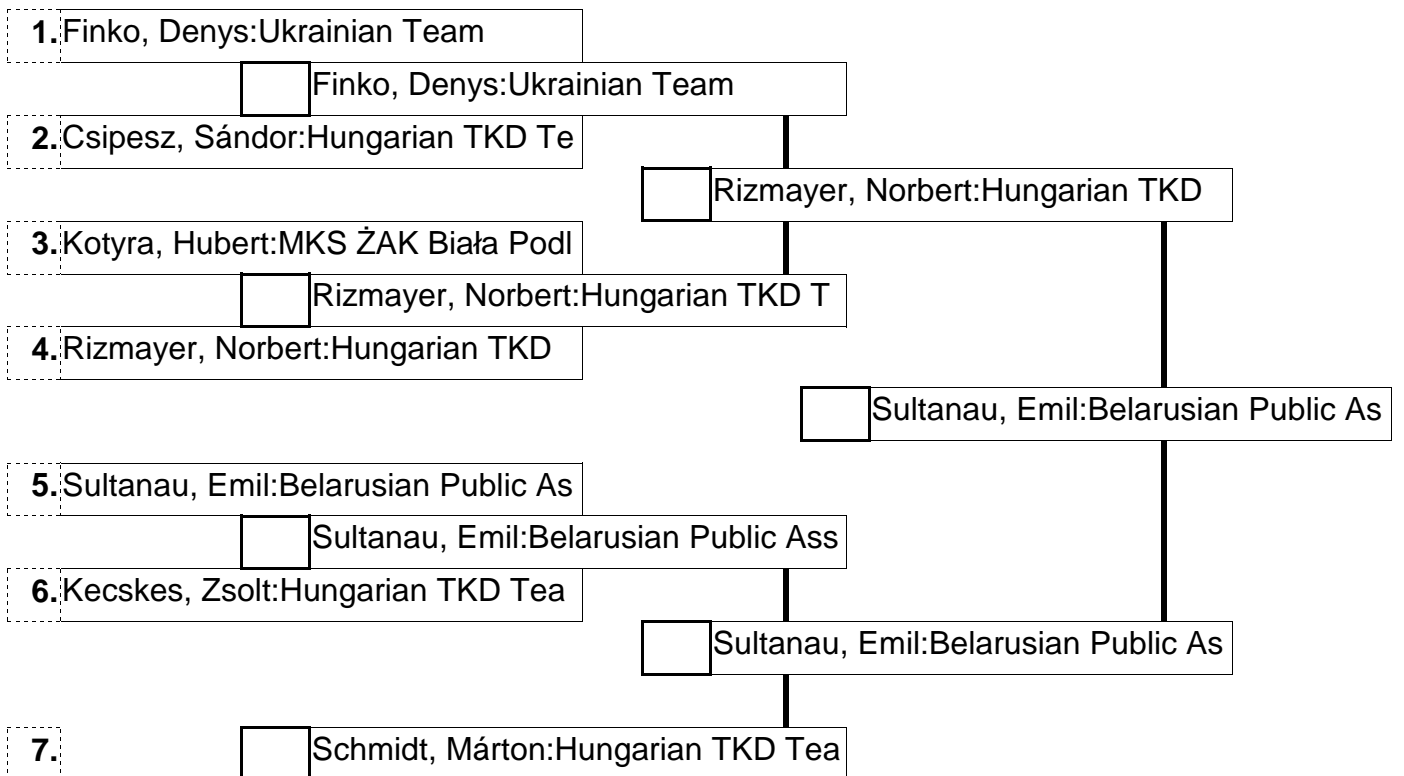 1. Finko, Denys:Ukrainian Team
Finko, Denys:Ukrainian Team
2. Csipesz, Sándor:Hungarian TKD Te
Rizmayer, Norbert:Hungarian TKD
3. Kotyra, Hubert:MKS ŻAK Biała Podl
Rizmayer, Norbert:Hungarian TKD T
4. Rizmayer, Norbert:Hungarian TKD
Sultanau, Emil:Belarusian Public As
5. Sultanau, Emil:Belarusian Public As
Sultanau, Emil:Belarusian Public Ass
6. Kecskes, Zsolt:Hungarian TKD Tea
Sultanau, Emil:Belarusian Public As
7. Schmidt, Márton:Hungarian TKD Tea